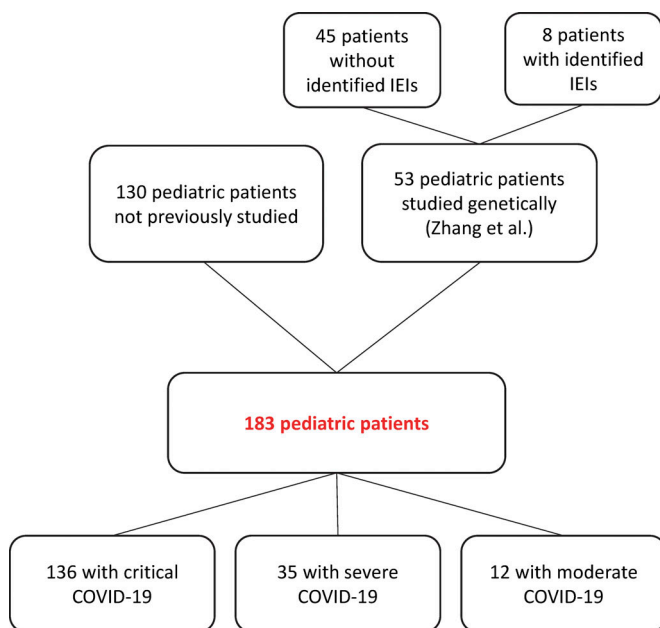 45 patients
without
identified IEIs
8 patients
with identified
IEIs
130 pediatric patients
not previously studied
53 pediatric patients
studied genetically
(Zhang et al.)
183 pediatric patients
136 with critical
COVID-19
35 with severe
COVID-19
12 with moderate
COVID-19